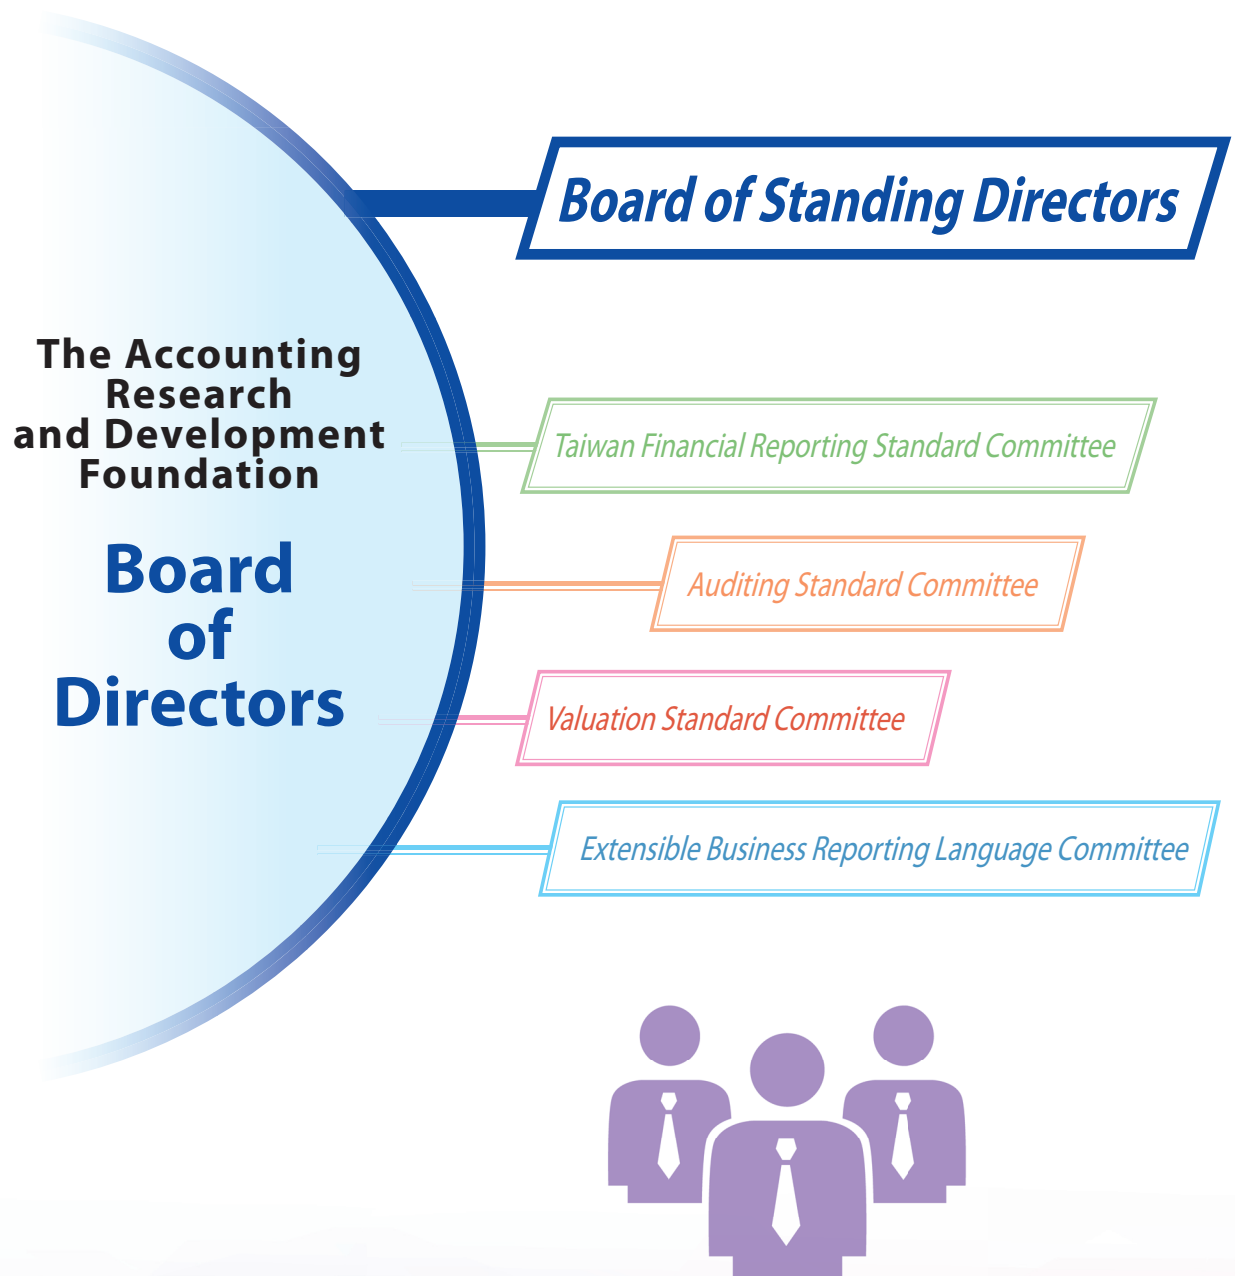 The Accounting
Research
and Development
Foundation
Board
of
Directors
Board of Standing Directors
Taiwan Financial Reporting Standard Committee
Auditing Standard Committee
Valuation Standard Committee
Extensible Business Reporting Language Committee